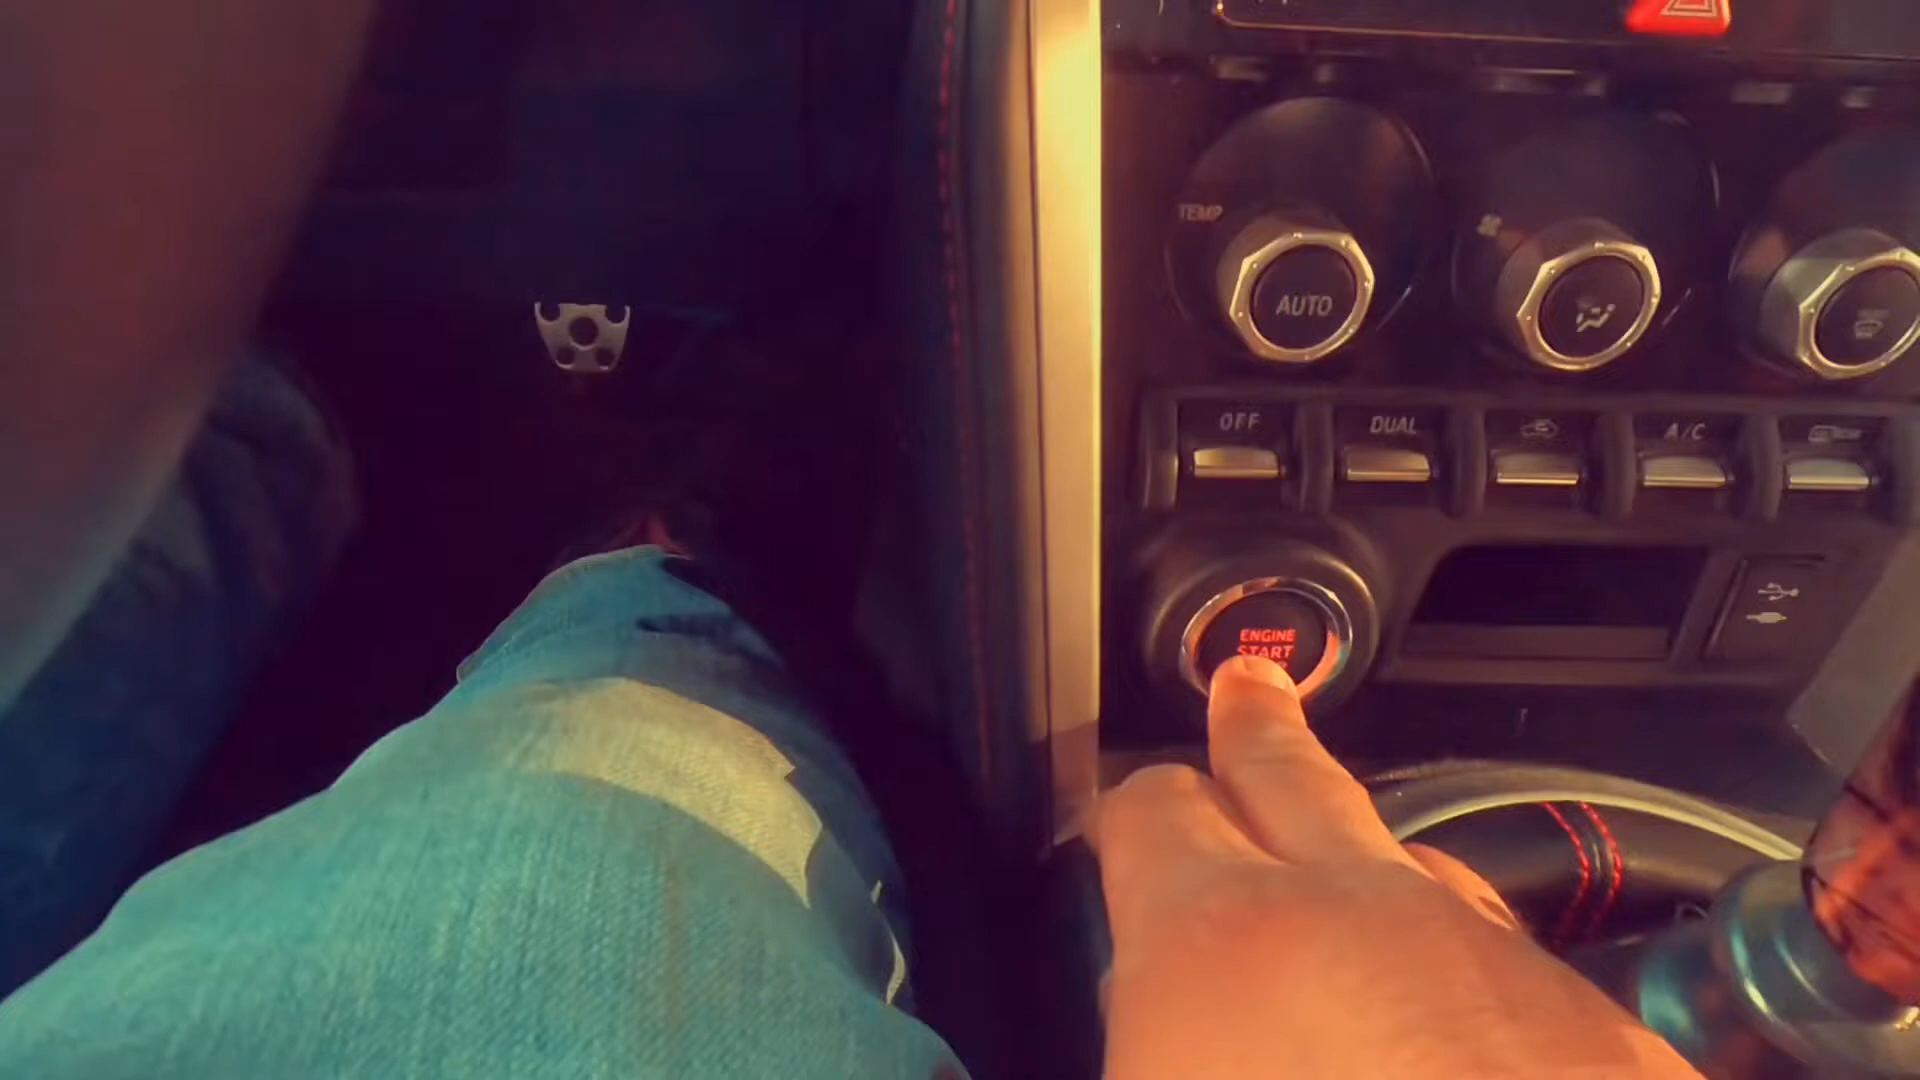 TEMP
AUTO
OFF
DUAL
A/C
ENGINE
START